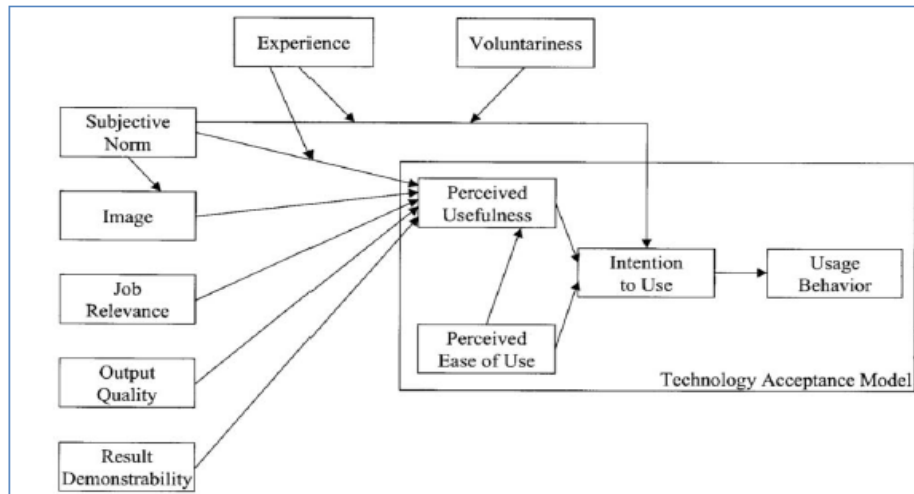 Experience
Voluntariness
Subjective
Norm
Image
Job
Relevance
Output
Quality
Result
Demonstrability
Perceived
Usefulness
Perceived
Ease of Use
Intention
to Use
Usage
Behavior
Technology Acceptance Model